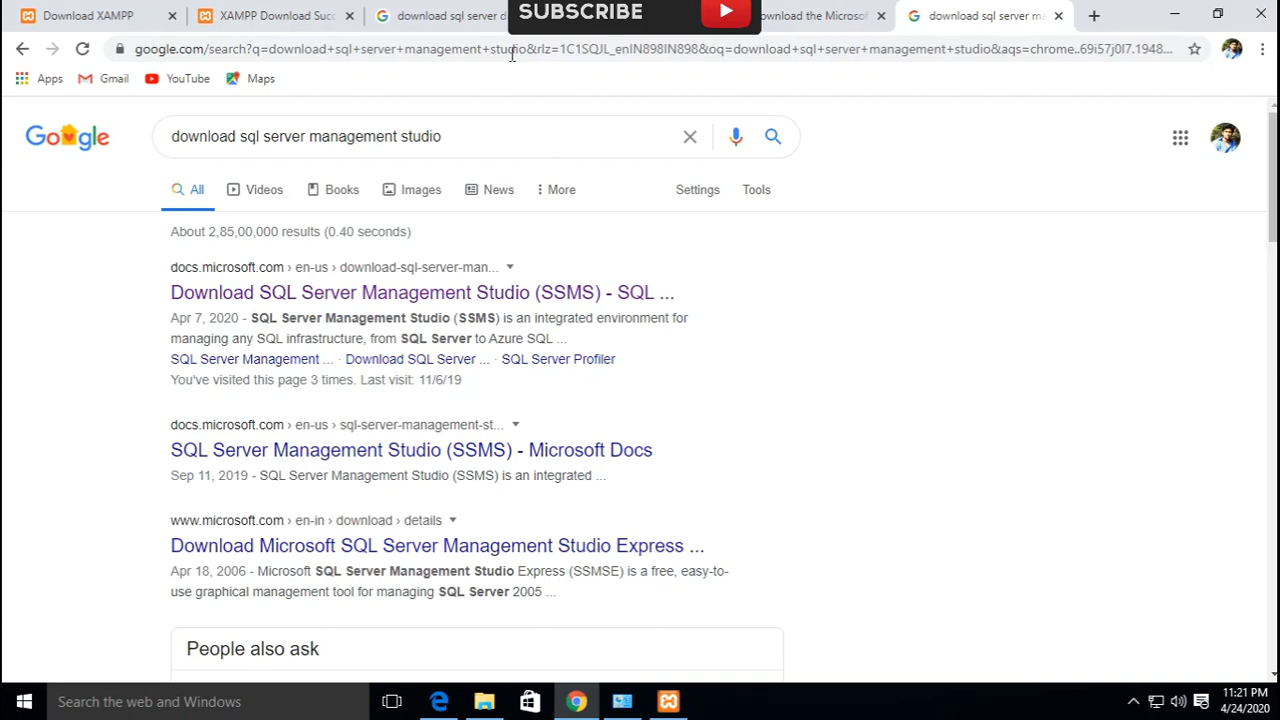 Download XAMPP
XAMPP Download Suc
download sql server d
SUBSCRIBE
ownload the Microsof
download sql server ma
google.com/search?q=download+sql+server+management+studio&rlz=1C1SQJL_enIN898IN898&oq=download+sql+server+management+studio&aqs=chrome..69i57j0l7.1948...
Apps
Gmail
YouTube
Maps
Google
download sql server management studio
All
Videos
Books
Images
News
More
Settings
Tools
About 2,85,00,000 results (0.40 seconds)
docs.microsoft.com › en-us › download-sql-server-man...
Download SQL Server Management Studio (SSMS) - SQL ...
Apr 7, 2020 - SQL Server Management Studio (SSMS) is an integrated environment for
managing any SQL infrastructure, from SQL Server to Azure SQL ...
SQL Server Management ... · Download SQL Server ... · SQL Server Profiler
You've visited this page 3 times. Last visit: 11/6/19
docs.microsoft.com › en-us › sql-server-management-st...
SQL Server Management Studio (SSMS) - Microsoft Docs
Sep 11, 2019 - SQL Server Management Studio (SSMS) is an integrated ...
www.microsoft.com › en-in › download › details
Download Microsoft SQL Server Management Studio Express ...
Apr 18, 2006 - Microsoft SQL Server Management Studio Express (SSMSE) is a free, easy-to-
use graphical management tool for managing SQL Server 2005 ...
People also ask
Search the web and Windows
11:21 PM
4/24/2020